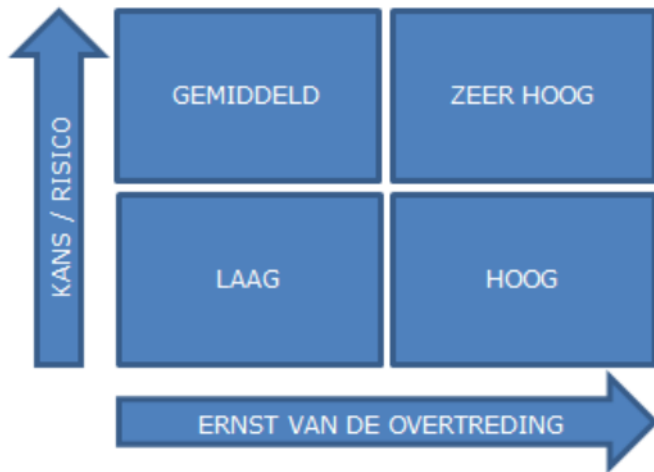 GEMIDDELD
ZEER HOOG
KANS / RISICO
LAAG
HOOG
ERNST VAN DE OVERTREDING